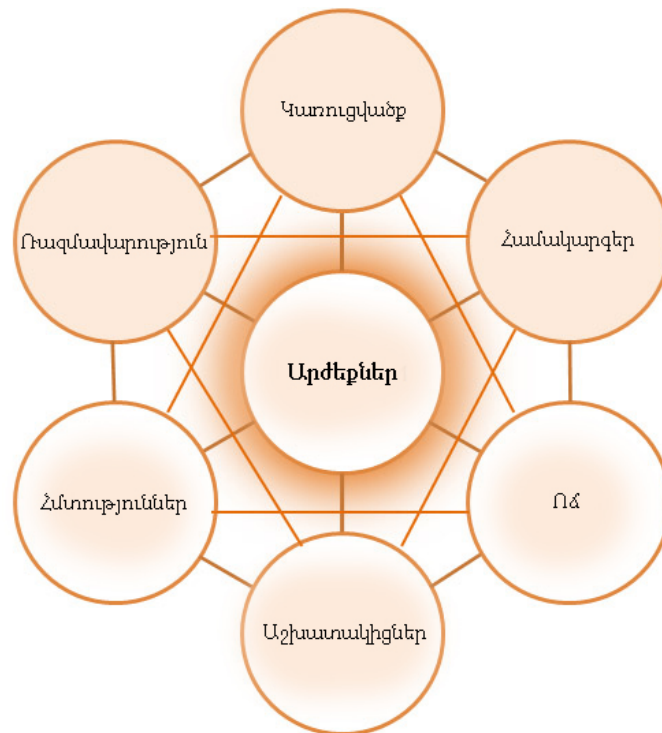 Կառուցվածք
Ռազմավարություն
Համակարգեր
Արժեքներ
Հմտություններ
Ոճ
Աշխատակիցներ